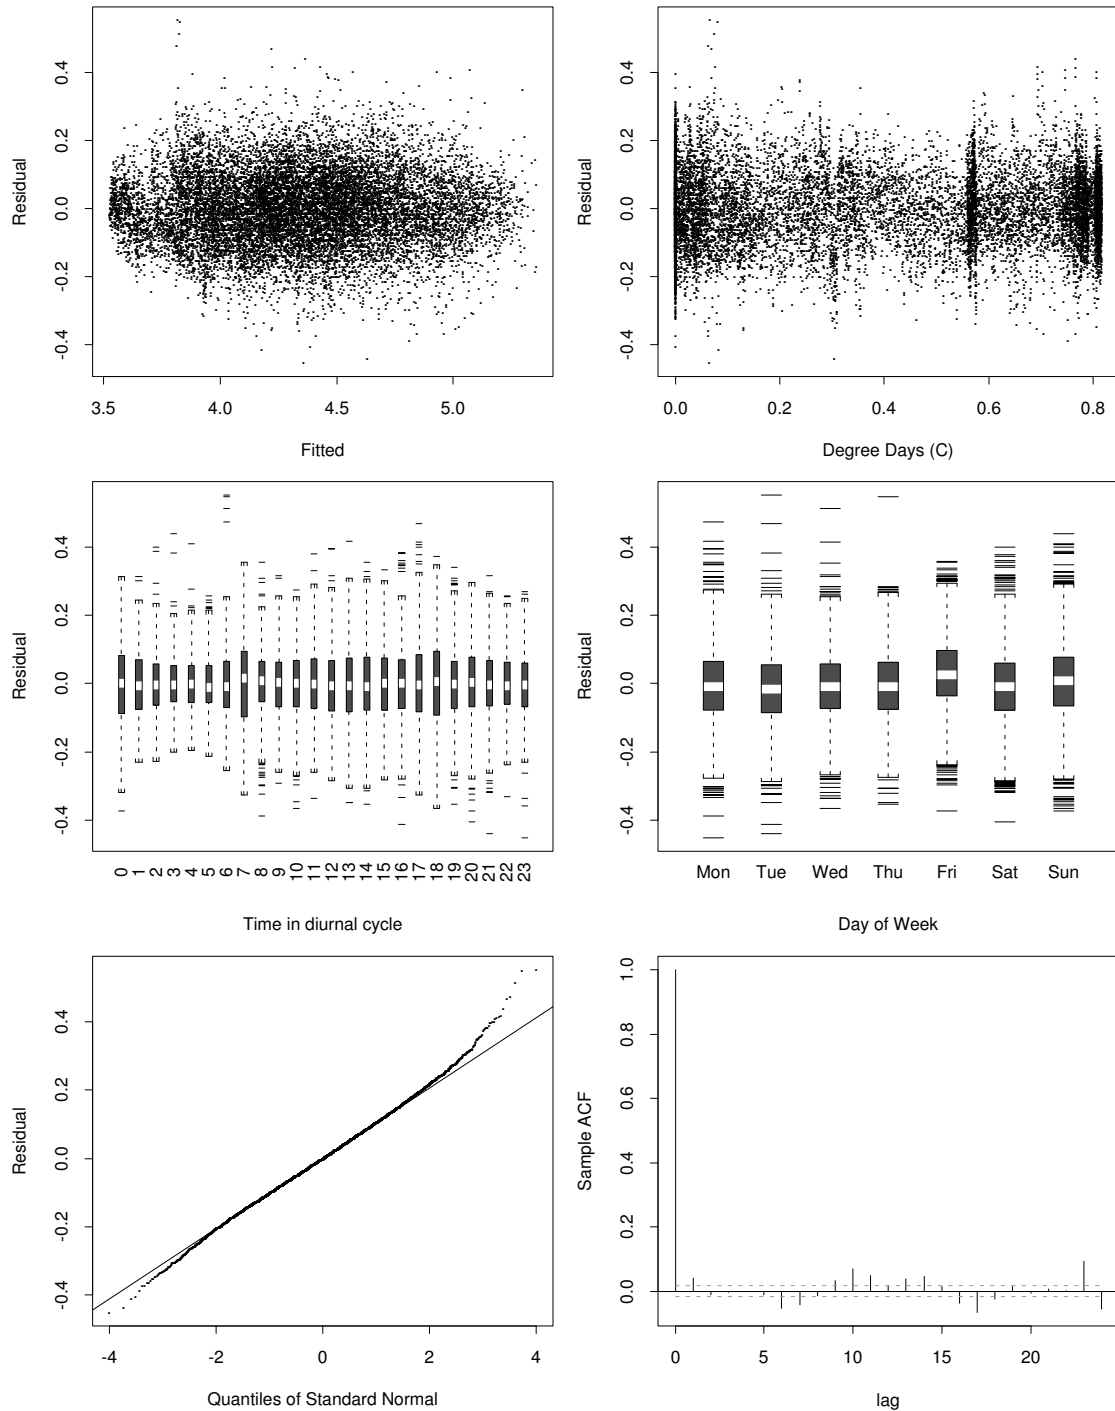 0.4
0.2
0.0
-0.2
-0.4
Residual
3.5 4.0 4.5 5.0
Fitted
0.4
0.2
0.0
-0.2
-0.4
Residual
0.0 0.2 0.4 0.6 0.8
Degree Days (C)
0.4
0.2
0.0
-0.2
-0.4
Residual
0 1 2 3 4 5 6 7 8 9 10 11 12 13 14 15 16 17 18 19 20 21 22 23
Time in diurnal cycle
0.4
0.2
0.0
-0.2
-0.4
Residual
Mon Tue Wed Thu Fri Sat Sun
Day of Week
0.4
0.2
0.0
-0.2
-0.4
Residual
-4 -2 0 2 4
Quantiles of Standard Normal
1.0
0.8
0.6
0.4
0.2
0.0
Sample ACF
0 5 10 15 20
lag